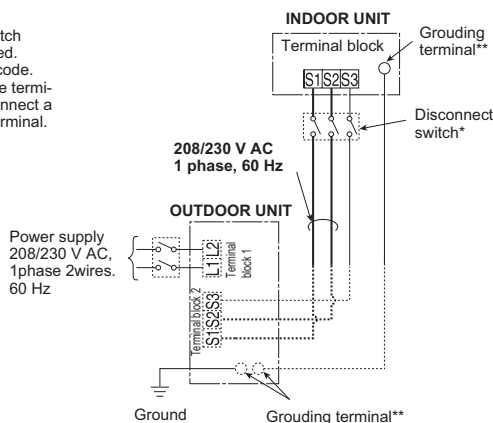 tch
ed.
code.
e termi-
nnect a
erminal.
INDOOR UNIT
Terminal block
S1 S2 S3
Grouding
terminal**
Disconnect
switch*
208/230 V AC
1 phase, 60 Hz
OUTDOOR UNIT
Power supply
208/230 V AC,
1phase 2wires.
60 Hz
L1 L2
Terminal
block 1
Terminal block 2
S1 S2 S3
Ground
Grouding terminal**